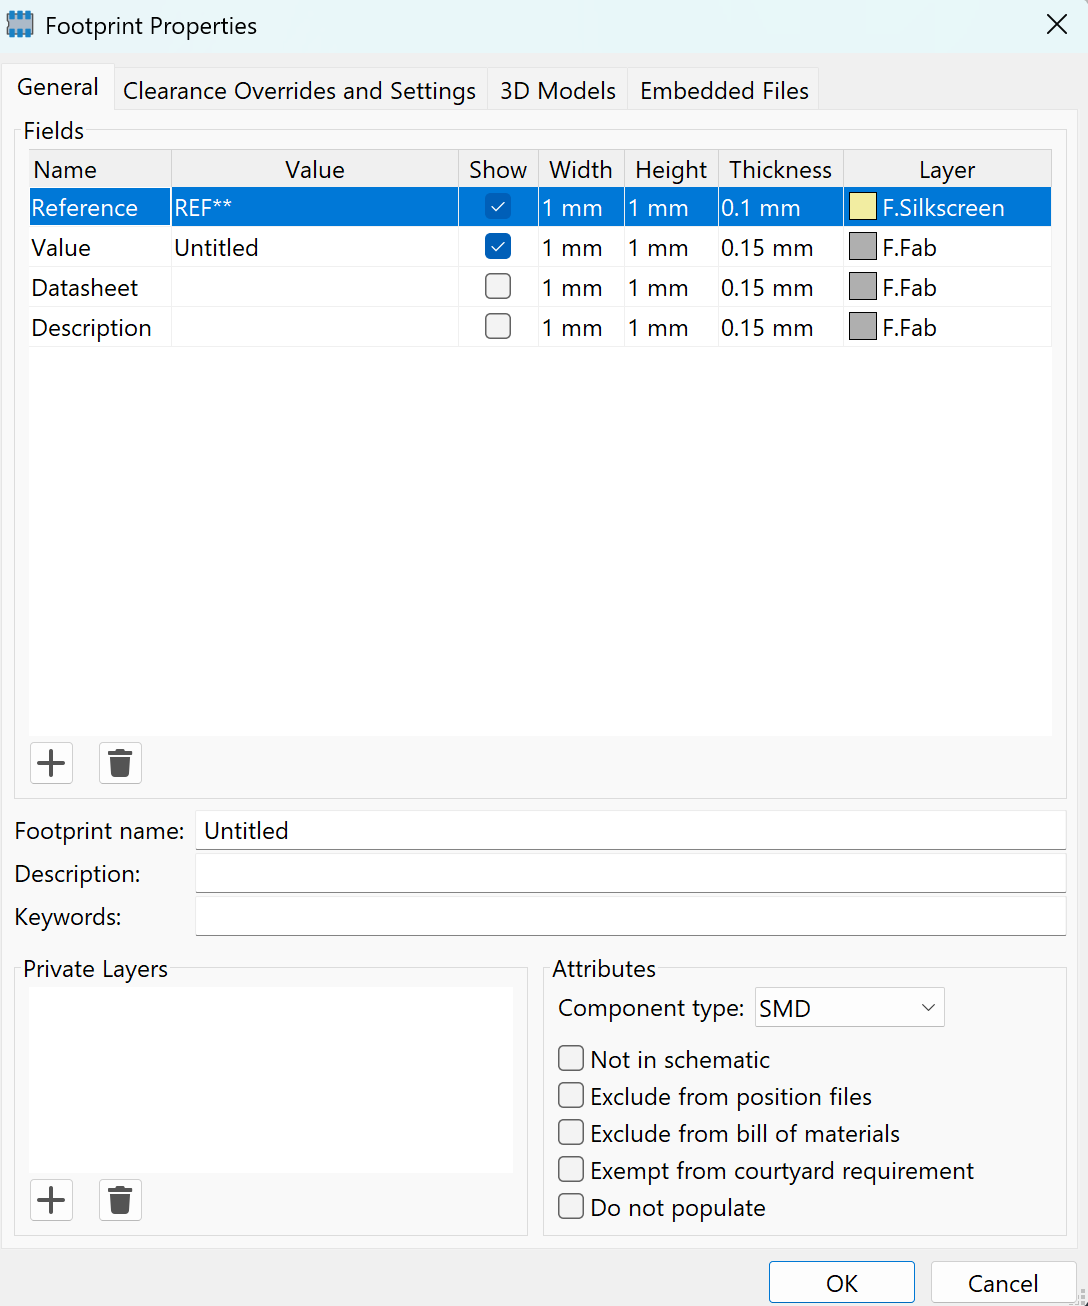 Footprint Properties
General Clearance Overrides and Settings 3D Models Embedded Files
Fields
Name Value Show Width Height Thickness Layer
Reference REF** 1 mm 1 mm 0.1 mm F.Silkscreen
Value Untitled 1 mm 1 mm 0.15 mm F.Fab
Datasheet 1 mm 1 mm 0.15 mm F.Fab
Description 1 mm 1 mm 0.15 mm F.Fab
Footprint name: Untitled
Description:
Keywords:
Private Layers
Attributes
Component type: SMD
Not in schematic
Exclude from position files
Exclude from bill of materials
Exempt from courtyard requirement
Do not populate
OK Cancel